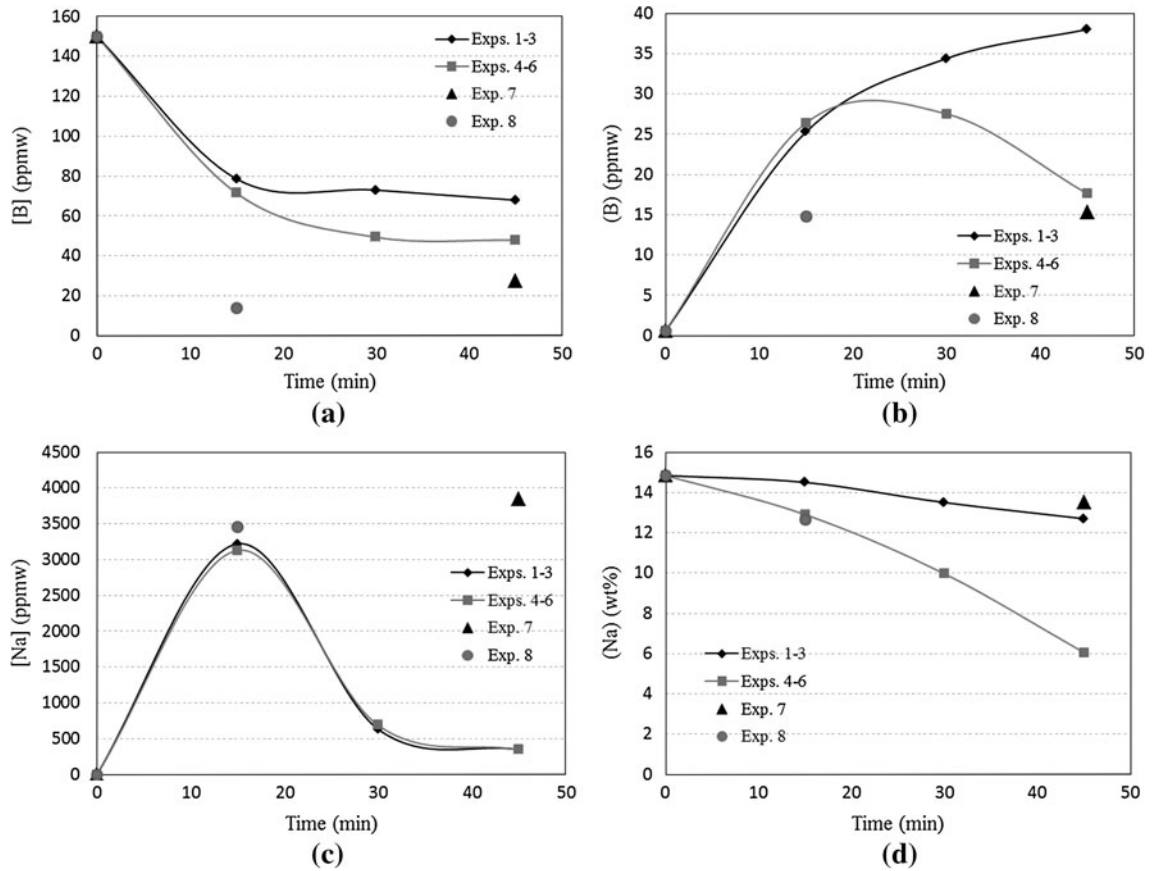 160
140
120
100
80
60
40
20
0
[B] (ppmw)
0 10 20 30 40 50
Time (min)
Exps. 1-3
Exps. 4-6
Exp. 7
Exp. 8
(a)
40
35
30
25
20
15
10
5
0
(B) (ppmw)
0 10 20 30 40 50
Time (min)
Exps. 1-3
Exps. 4-6
Exp. 7
Exp. 8
(b)
4500
4000
3500
3000
2500
2000
1500
1000
500
0
[Na] (ppmw)
0 10 20 30 40 50
Time (min)
Exps. 1-3
Exps. 4-6
Exp. 7
Exp. 8
(c)
16
14
12
10
8
6
4
2
0
(Na) (wt%)
0 10 20 30 40 50
Time (min)
Exps. 1-3
Exps. 4-6
Exp. 7
Exp. 8
(d)